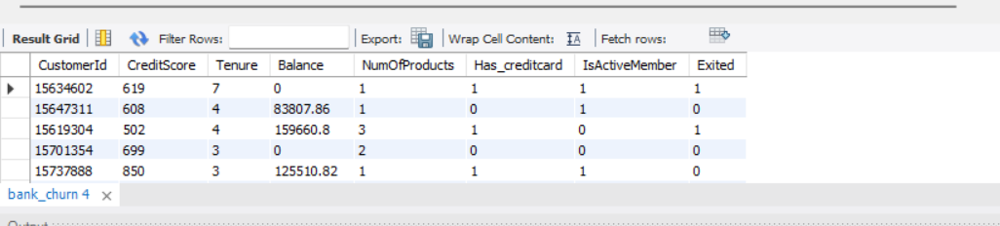 Result Grid Filter Rows: Export: Wrap Cell Content: IA Fetch rows:
CustomerId CreditScore Tenure Balance NumOfProducts Has_creditcard IsActiveMember Exited
15634602 619 7 0 1 1 1 1
15647311 608 4 83807.86 1 0 1 0
15619304 502 4 159660.8 3 1 0 1
15701354 699 3 0 2 0 0 0
15737888 850 3 125510.82 1 1 1 0
bank_churn 4 ×
Output